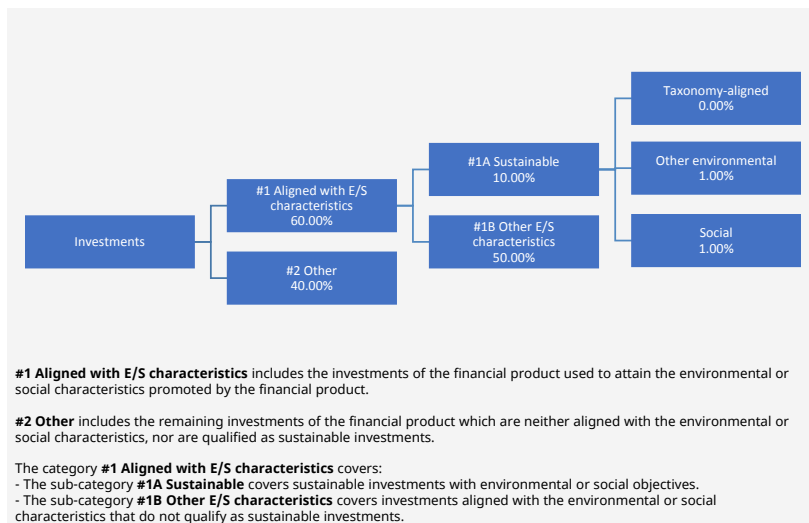 Taxonomy-aligned
0.00%
#1A Sustainable
10.00%
Other environmental
1.00%
#1 Aligned with E/S
characteristics
60.00%
Investments
#1B Other E/S
characteristics
50.00%
Social
1.00%
#2 Other
40.00%
#1 Aligned with E/S characteristics includes the investments of the financial product used to attain the environmental or
social characteristics promoted by the financial product.
#2 Other includes the remaining investments of the financial product which are neither aligned with the environmental or
social characteristics, nor are qualified as sustainable investments.
The category #1 Aligned with E/S characteristics covers:
- The sub-category #1A Sustainable covers sustainable investments with environmental or social objectives.
- The sub-category #1B Other E/S characteristics covers investments aligned with the environmental or social
characteristics that do not qualify as sustainable investments.